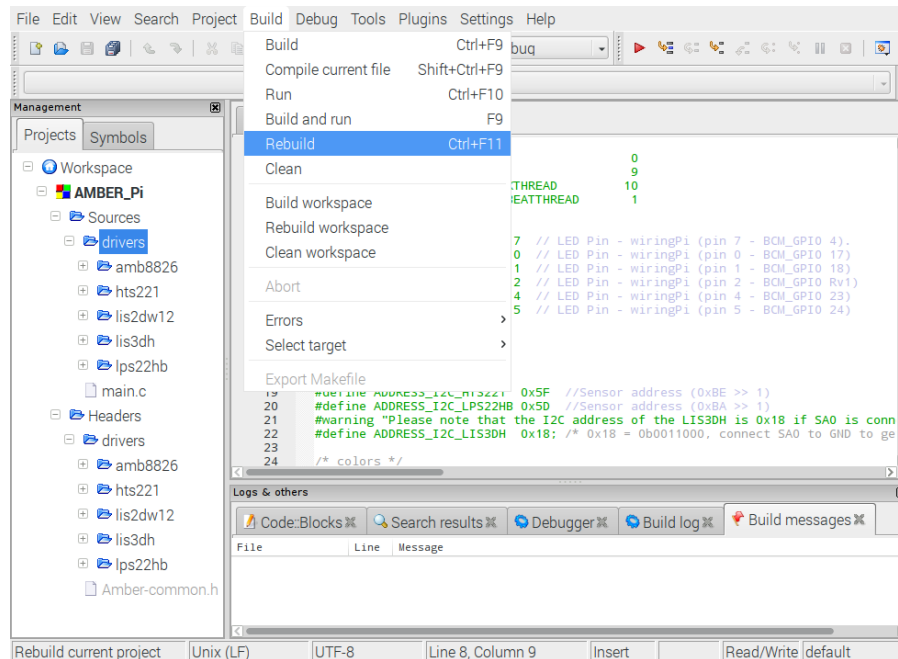 File Edit View Search Project Build Debug Tools Plugins Settings Help
Build Ctrl+F9
Compile current file Shift+Ctrl+F9
Run Ctrl+F10
Build and run F9
Rebuild Ctrl+F11
Clean
Build workspace
Rebuild workspace
Clean workspace
Abort
Errors
Select target
Export Makefile
Management
Projects Symbols
Workspace
AMBER_Pi
Sources
drivers
amb8826
hts221
lis2dw12
lis3dh
lps22hb
main.c
Headers
drivers
amb8826
hts221
lis2dw12
lis3dh
lps22hb
Amber-common.h
0
9
10
1
7 // LED Pin - wiringPi (pin 7 - BCM_GPIO 4).
0 // LED Pin - wiringPi (pin 0 - BCM_GPIO 17)
1 // LED Pin - wiringPi (pin 1 - BCM_GPIO 18)
2 // LED Pin - wiringPi (pin 2 - BCM_GPIO Rv1)
4 // LED Pin - wiringPi (pin 4 - BCM_GPIO 23)
5 // LED Pin - wiringPi (pin 5 - BCM_GPIO 24)
19 #define ADDRESS_I2C_HTS221 0x5F //Sensor address (0xBE >> 1)
20 #define ADDRESS_I2C_LPS22HB 0x5D //Sensor address (0xBA >> 1)
21 #warning "Please note that the I2C address of the LIS3DH is 0x18 if SA0 is conn
22 #define ADDRESS_I2C_LIS3DH 0x18; /* 0x18 = 0b0011000, connect SA0 to GND to ge
23
24 /* colors */
Logs & others
Code::Blocks Search results Debugger Build log Build messages
File Line Message
Rebuild current project Unix (LF) UTF-8 Line 8, Column 9 Insert Read/Write default